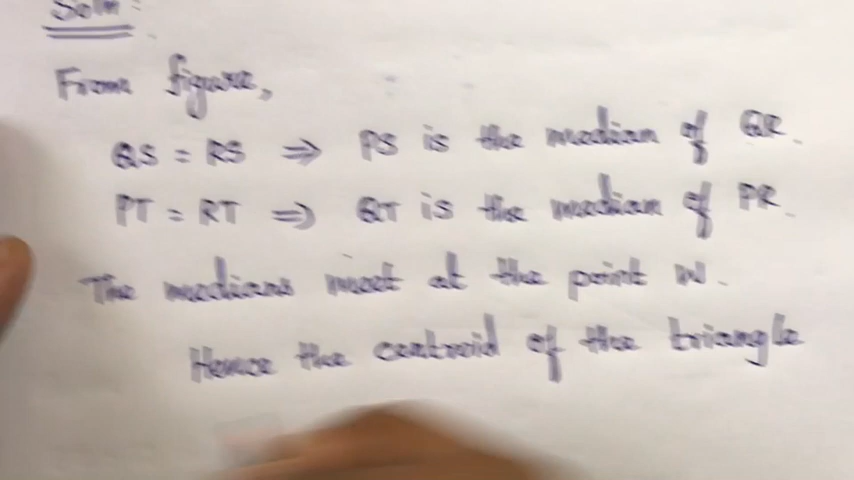 Soln:
From figure,
QS = RS ⇒ PS is the median of QR.
PT = RT ⇒ QT is the median of PR.
The medians meet at the point W.
Hence the centroid of the triangle